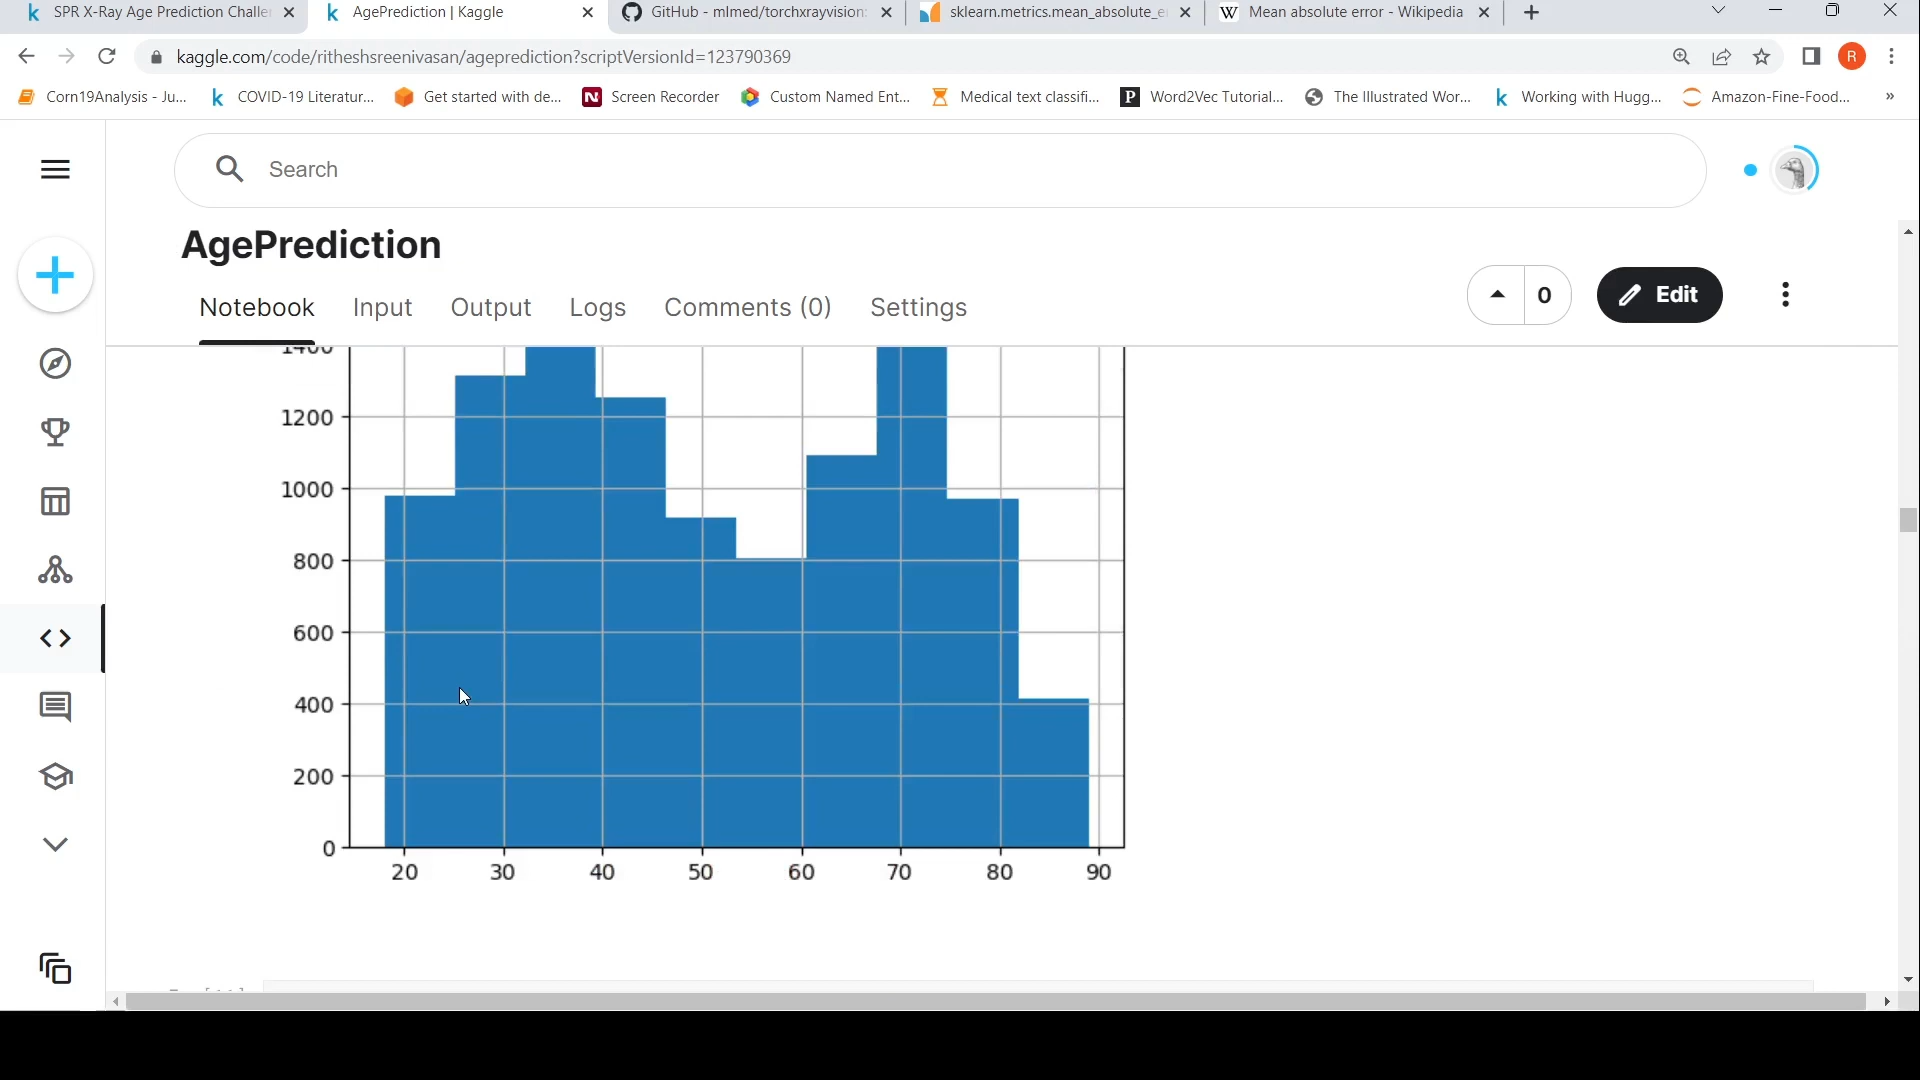 SPR X-Ray Age Prediction Challe
AgePrediction | Kaggle
GitHub - mlmed/torchxrayvision:
sklearn.metrics.mean_absolute_e
Mean absolute error - Wikipedia
kaggle.com/code/ritheshsreenivasan/ageprediction?scriptVersionId=123790369
R
Corn19Analysis - Ju...
COVID-19 Literatur...
Get started with de...
Screen Recorder
Custom Named Ent...
Medical text classifi...
Word2Vec Tutorial...
The Illustrated Wor...
Working with Hugg...
Amazon-Fine-Food...
»
Search
AgePrediction
Notebook
Input
Output
Logs
Comments (0)
Settings
0
Edit
1400
1200
1000
800
600
400
200
0
20 30 40 50 60 70 80 90